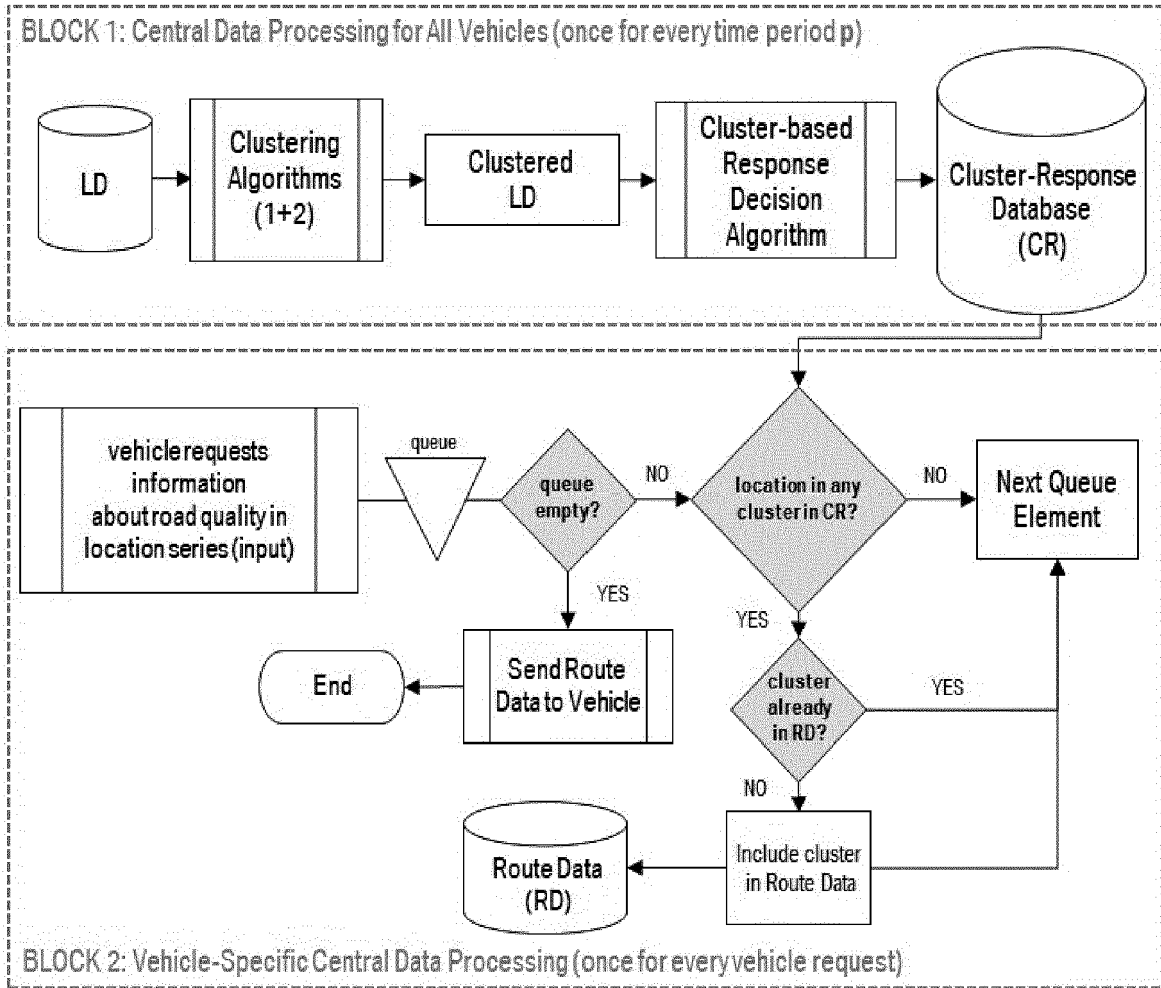 BLOCK 1: Central Data Processing for All Vehicles (once for every time period p)
LD
Clustering
Algorithms
(1+2)
Clustered
LD
Cluster-based
Response
Decision
Algorithm
Cluster-Response
Database
(CR)
vehicle requests
information
about road quality in
location series (input)
queue
queue
empty?
NO
location in any
cluster in CR?
NO
Next Queue
Element
YES
YES
End
Send Route
Data to Vehicle
cluster
already
in RD?
YES
NO
Route Data
(RD)
Include cluster
in Route Data
BLOCK 2: Vehicle-Specific Central Data Processing (once for every vehicle request)